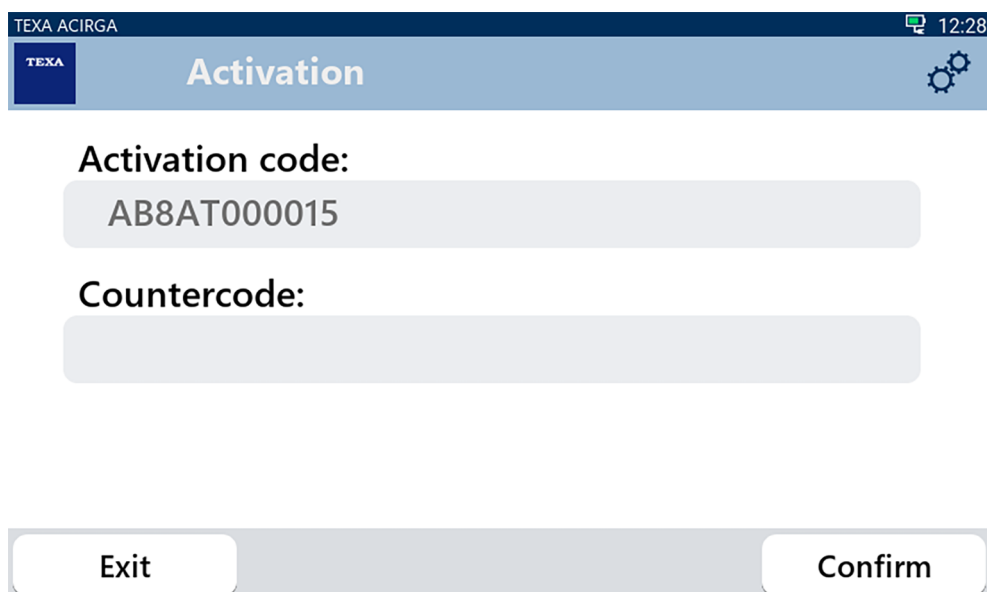 TEXA ACIRGA 12:28
TEXA Activation
Activation code:
AB8AT000015
Countercode:
Exit Confirm